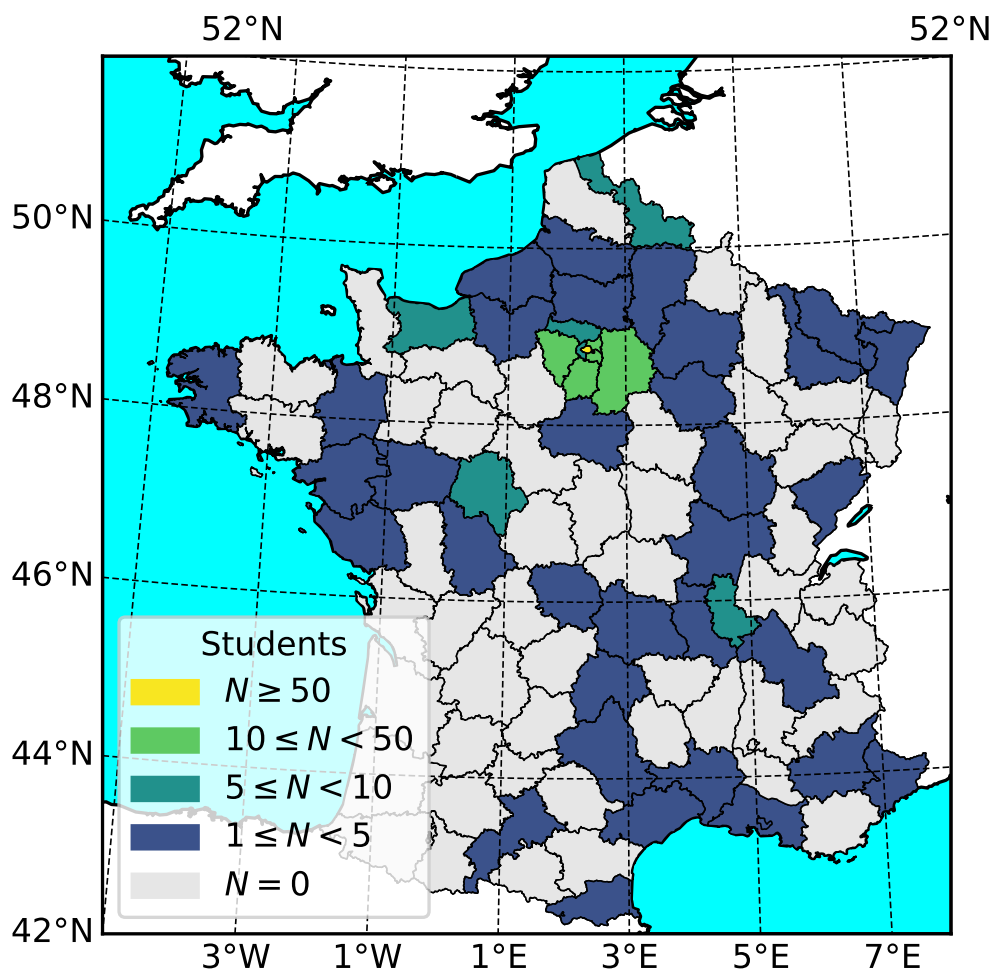 52°N 52°N
50°N
48°N
46°N
44°N
42°N
Students
N ≥ 50
10 ≤ N < 50
5 ≤ N < 10
1 ≤ N < 5
N = 0
3°W 1°W 1°E 3°E 5°E 7°E